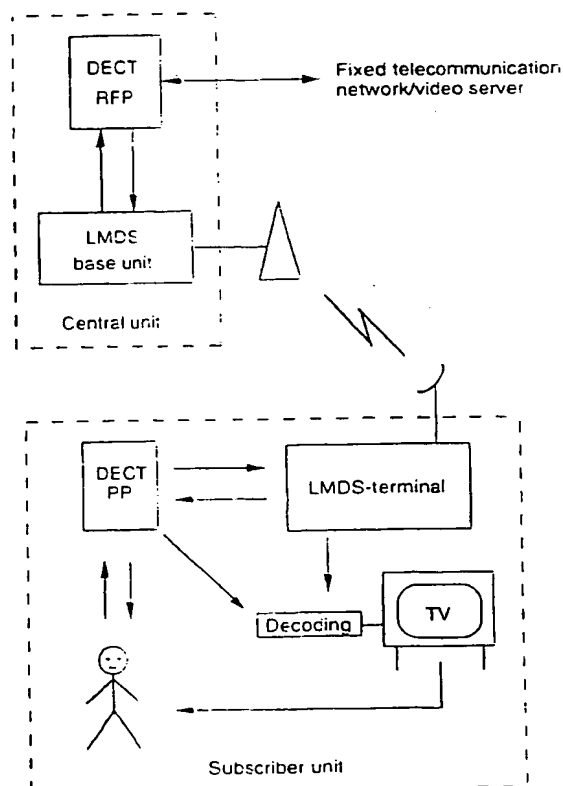 DECT
RFP
Fixed telecommunication
network/video server
LMDS
base unit
Central unit
DECT
PP
LMDS-terminal
Decoding
TV
Subscriber unit